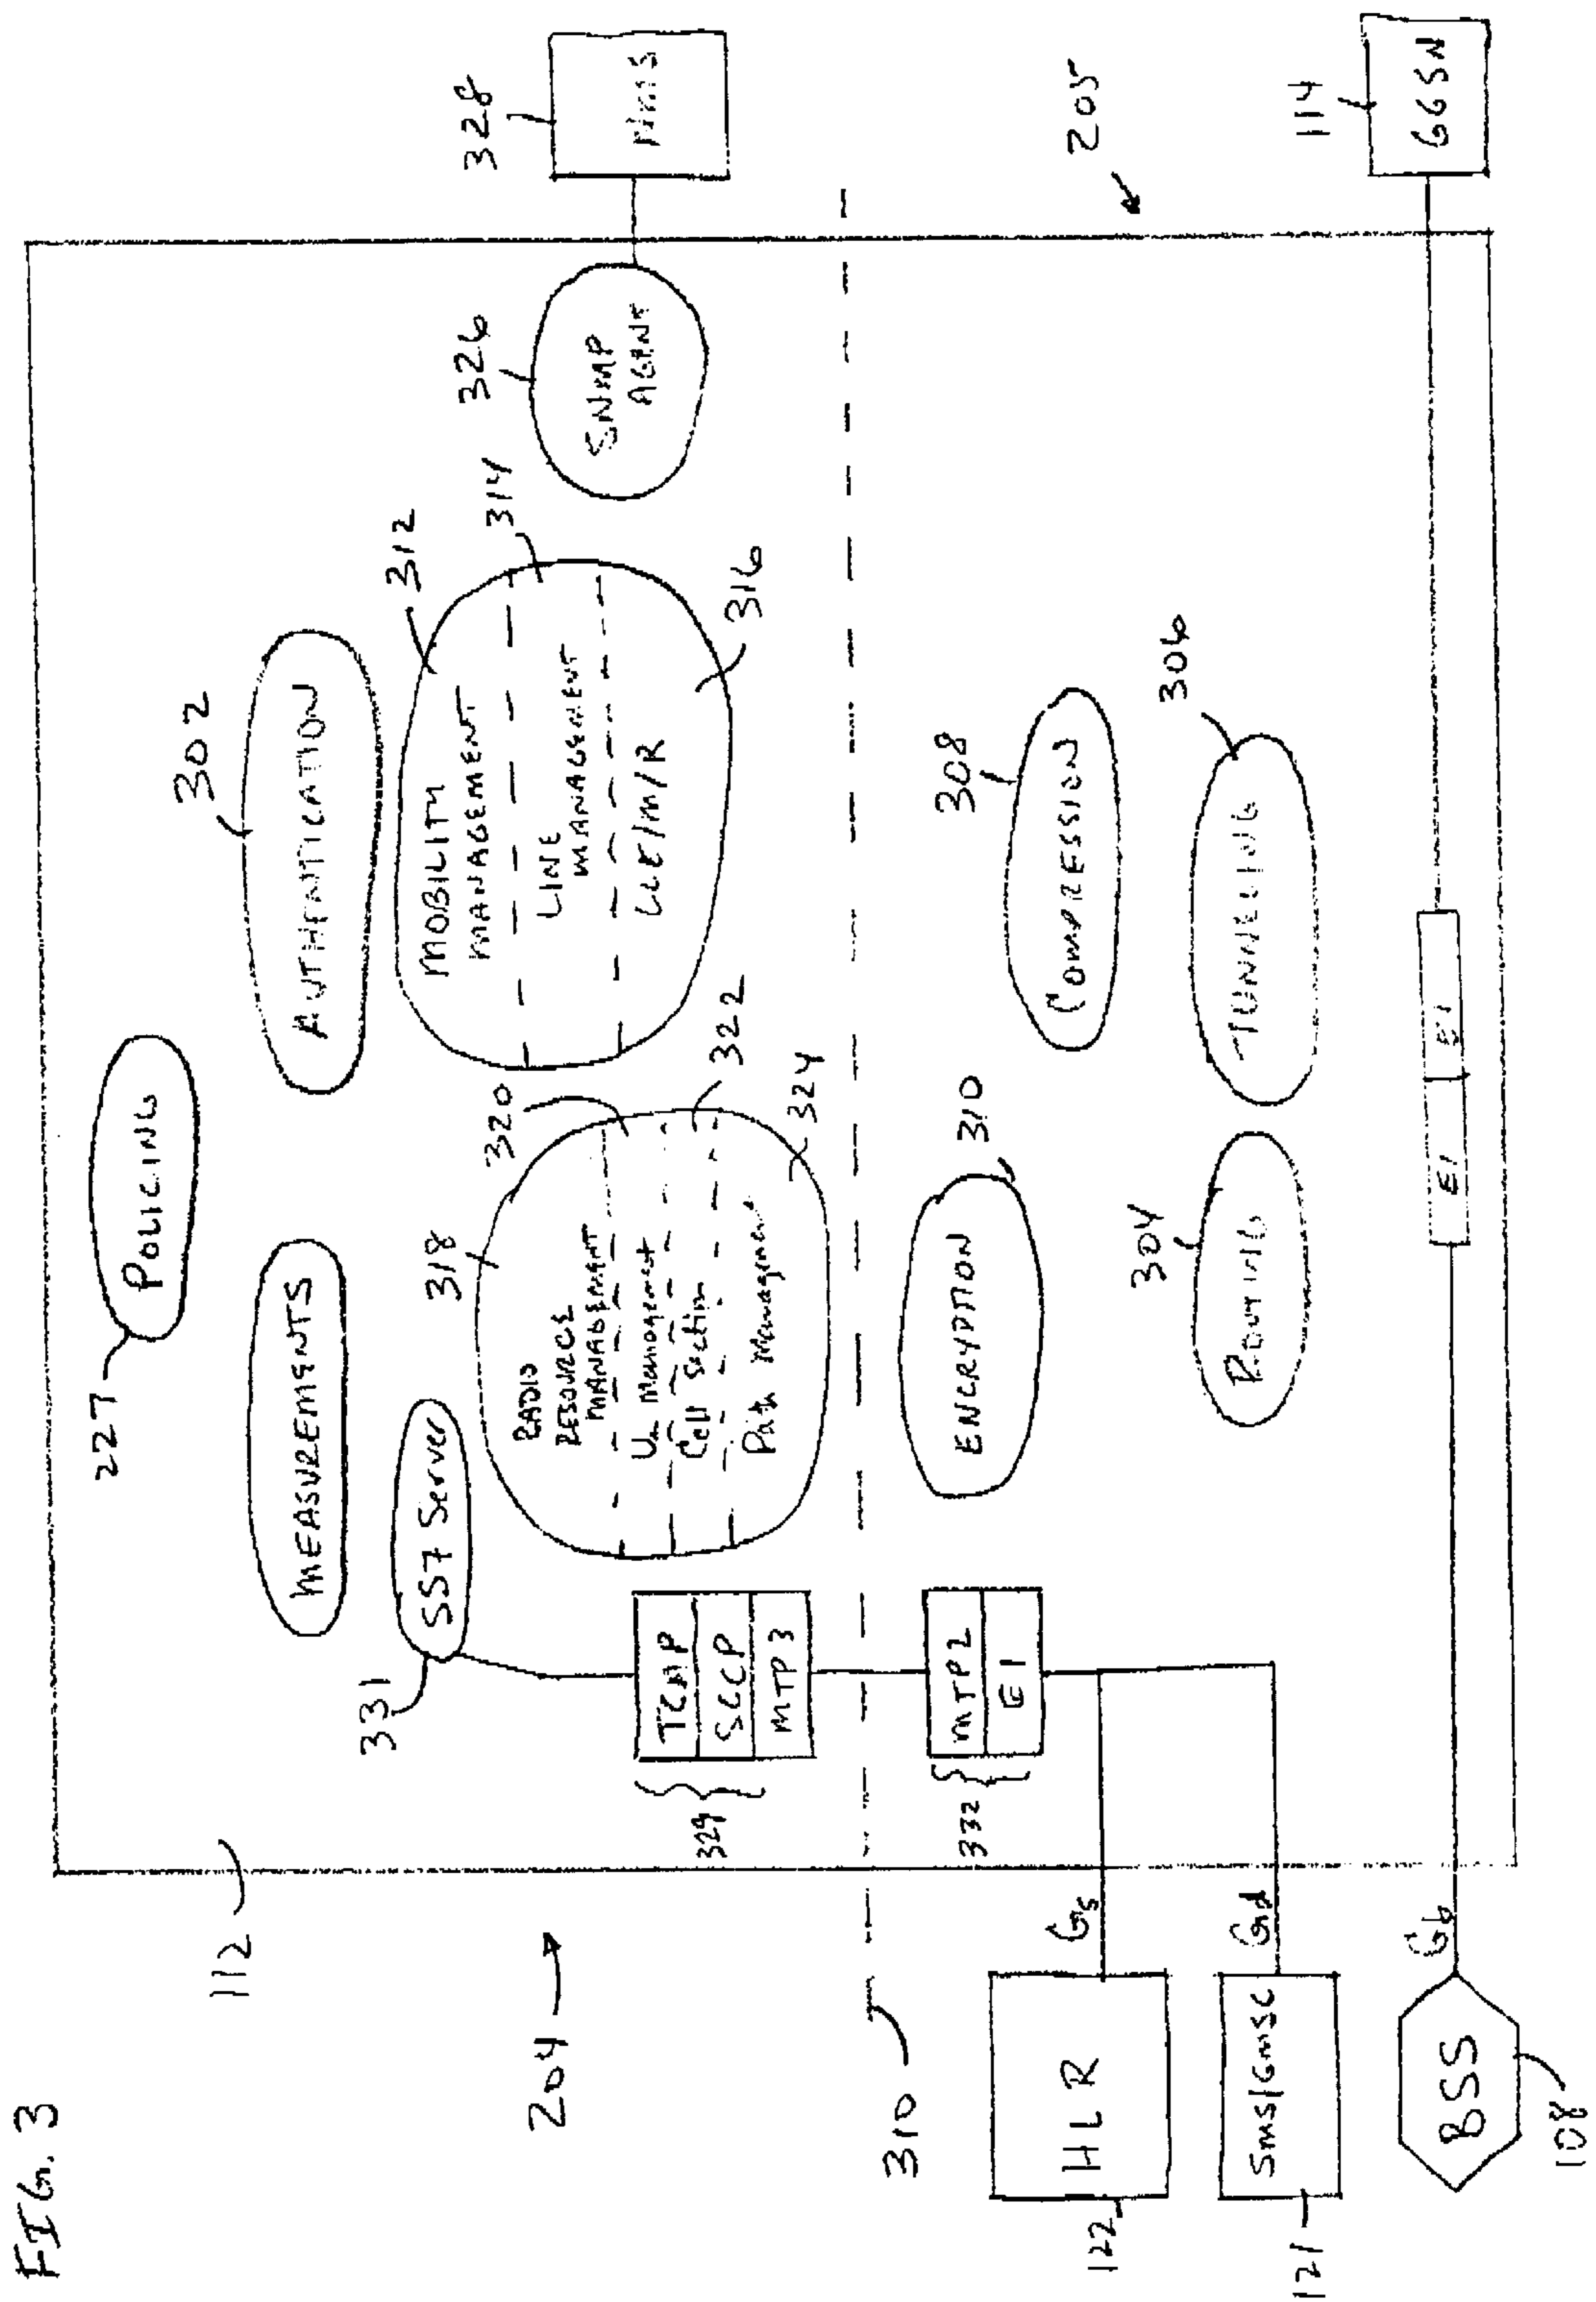 FIG. 3
112
227
POLICING
302
AUTHENTICATION
MEASUREMENTS
331
SS7 Server
318
RADIO
RESOURCE
MANAGEMENT
320
Um Management
322
Cell Section
324
Path Management
312
MOBILITY
MANAGEMENT
314
LINE
MANAGEMENT
316
LLE/M/R
326
SNMP
AGENT
328
NMS
204
329
TCAP
SCCP
MTP3
310
205
332
MTP2
E1
310
ENCRYPTION
308
COMPRESSION
304
ROUTING
306
TUNNELING
122
HLR
Gs
121
SMS/GMSC
Gd
108
BSS
Gb
E1
E1
114
GGSN